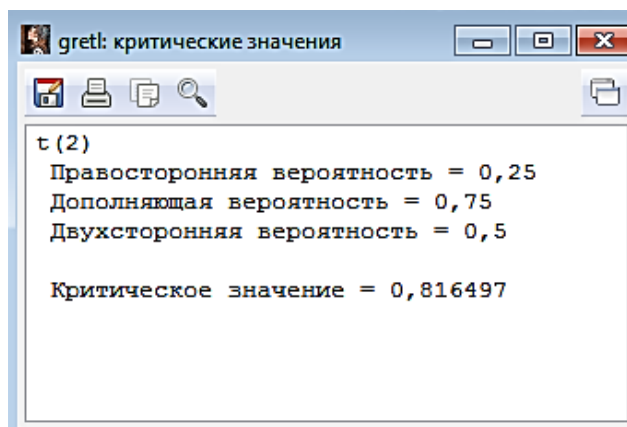 gretl: критические значения
t(2)
Правосторонняя вероятность = 0,25
Дополняющая вероятность = 0,75
Двухсторонняя вероятность = 0,5
Критическое значение = 0,816497